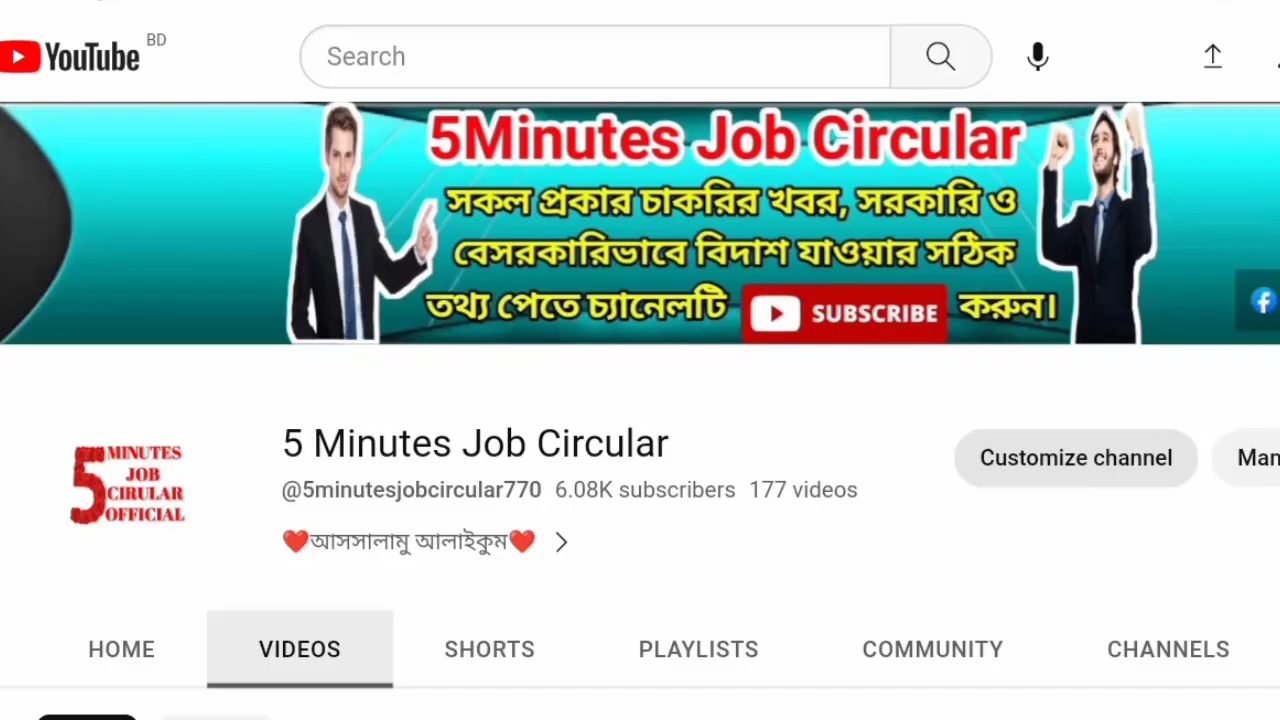 YouTube BD
Search
5Minutes Job Circular
সকল প্রকার চাকরির খবর, সরকারি ও
বেসরকারিভাবে বিদাশ যাওয়ার সঠিক
তথ্য পেতে চ্যানেলটি SUBSCRIBE করুন।
5 MINUTES
JOB
CIRULAR
OFFICIAL
5 Minutes Job Circular
Customize channel
Man
@5minutesjobcircular770 6.08K subscribers 177 videos
❤️আসসালামু আলাইকুম❤️
HOME VIDEOS SHORTS PLAYLISTS COMMUNITY CHANNELS